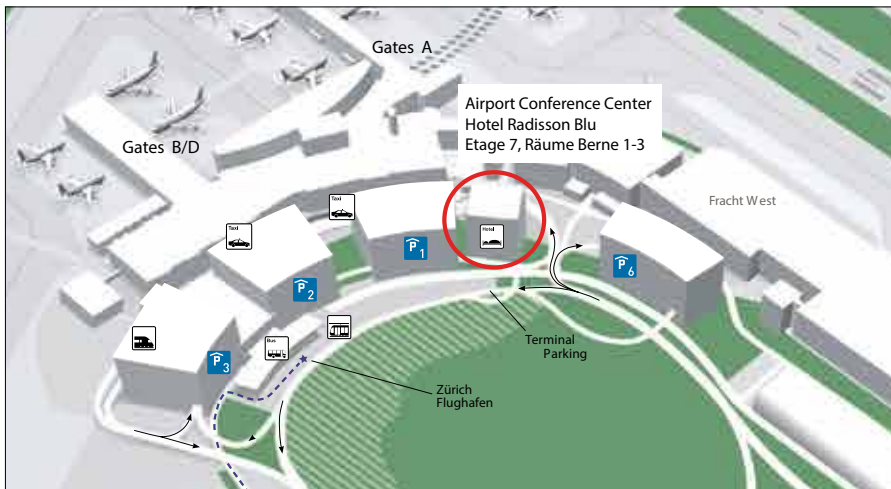 Gates A
Airport Conference Center
Hotel Radisson Blu
Etage 7, Räume Berne 1-3
Gates B/D
Fracht West
Taxi
Taxi
Hotel
P1
P6
P2
Terminal
Parking
Bus
P3
Zürich
Flughafen